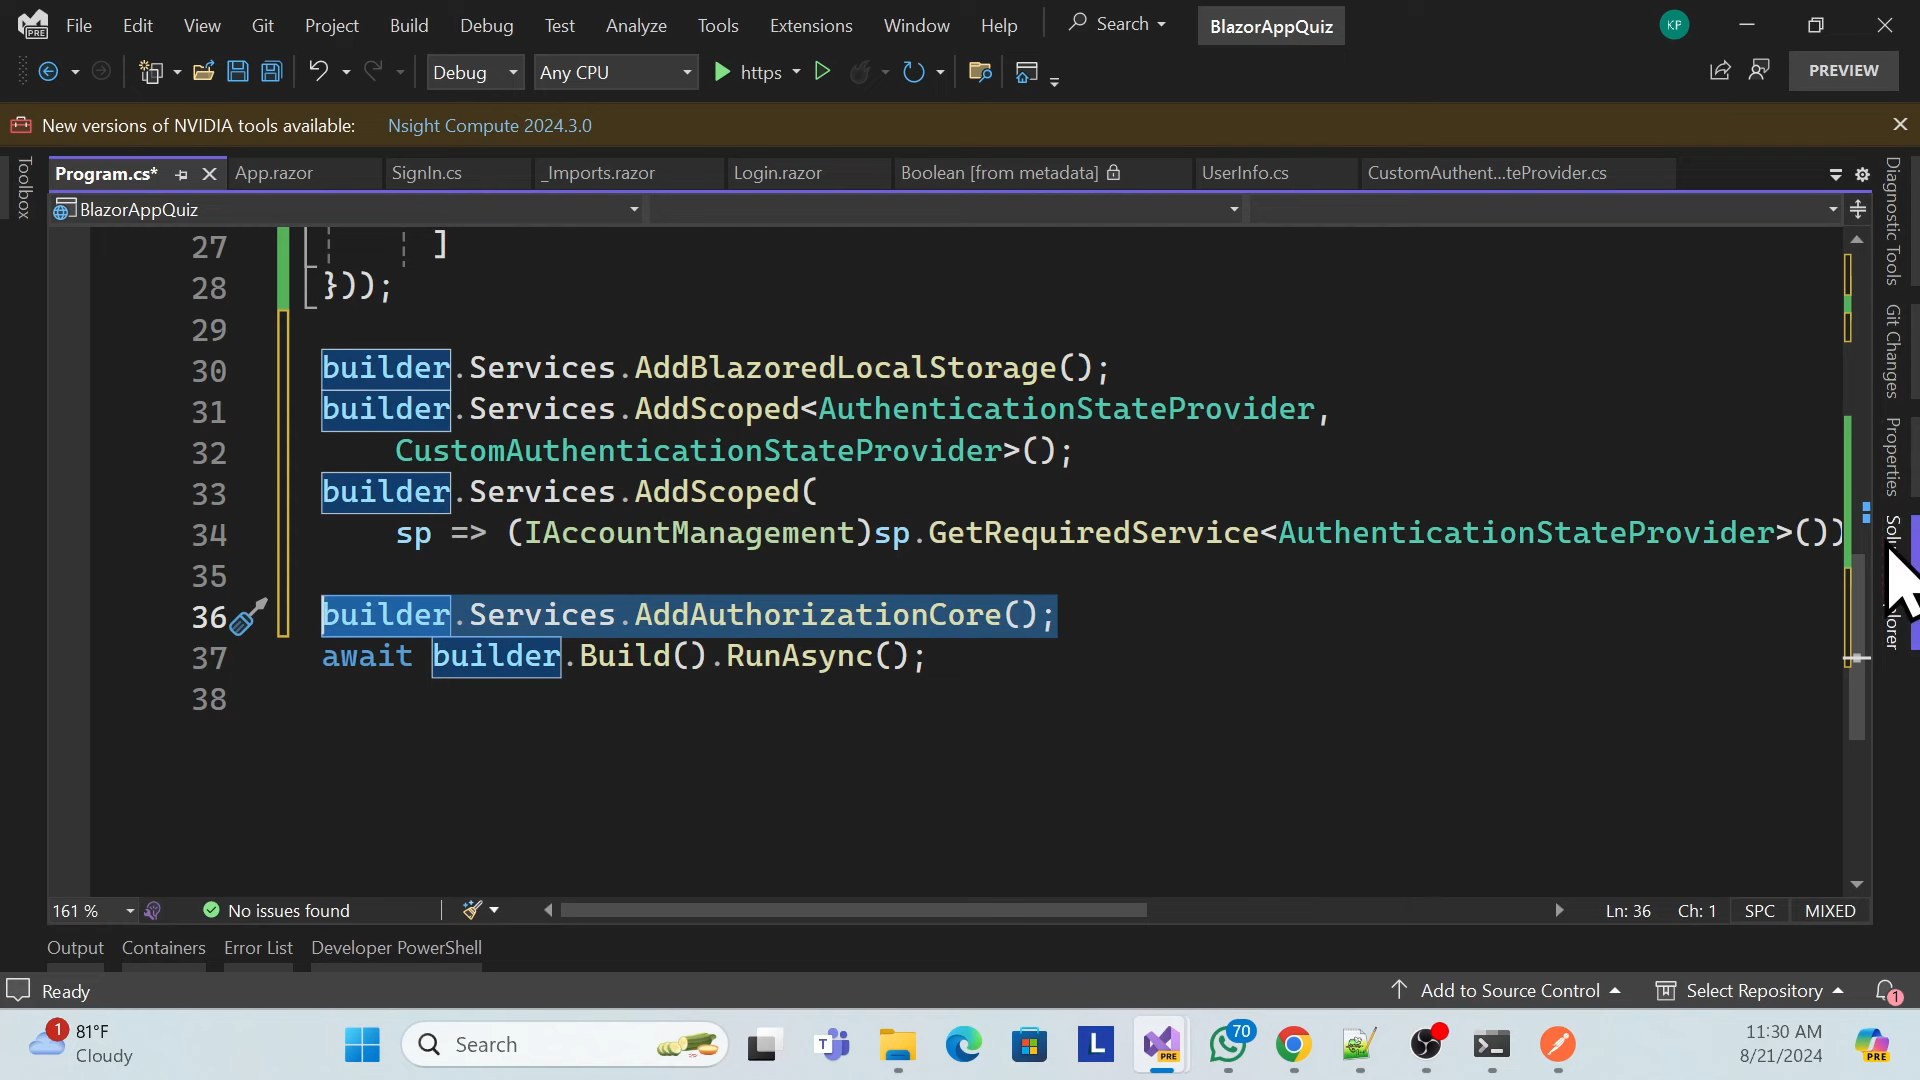 File Edit View Git Project Build Debug Test Analyze Tools Extensions Window Help Search BlazorAppQuiz KP
Debug Any CPU https PREVIEW
PRE
New versions of NVIDIA tools available: Nsight Compute 2024.3.0
Toolbox
Program.cs* App.razor SignIn.cs _Imports.razor Login.razor Boolean [from metadata] UserInfo.cs CustomAuthent...teProvider.cs
BlazorAppQuiz
27 ]
28 }));
29
30 builder.Services.AddBlazoredLocalStorage();
31 builder.Services.AddScoped<AuthenticationStateProvider,
32 CustomAuthenticationStateProvider>();
33 builder.Services.AddScoped(
34 sp => (IAccountManagement)sp.GetRequiredService<AuthenticationStateProvider>())
35
36 builder.Services.AddAuthorizationCore();
37 await builder.Build().RunAsync();
38
Diagnostic Tools
Git Changes
Properties
161 % No issues found Ln: 36 Ch: 1 SPC MIXED
Output Containers Error List Developer PowerShell
Ready Add to Source Control Select Repository 1
1 81°F
Cloudy
Search
L
PRE
70
11:30 AM
8/21/2024
PRE